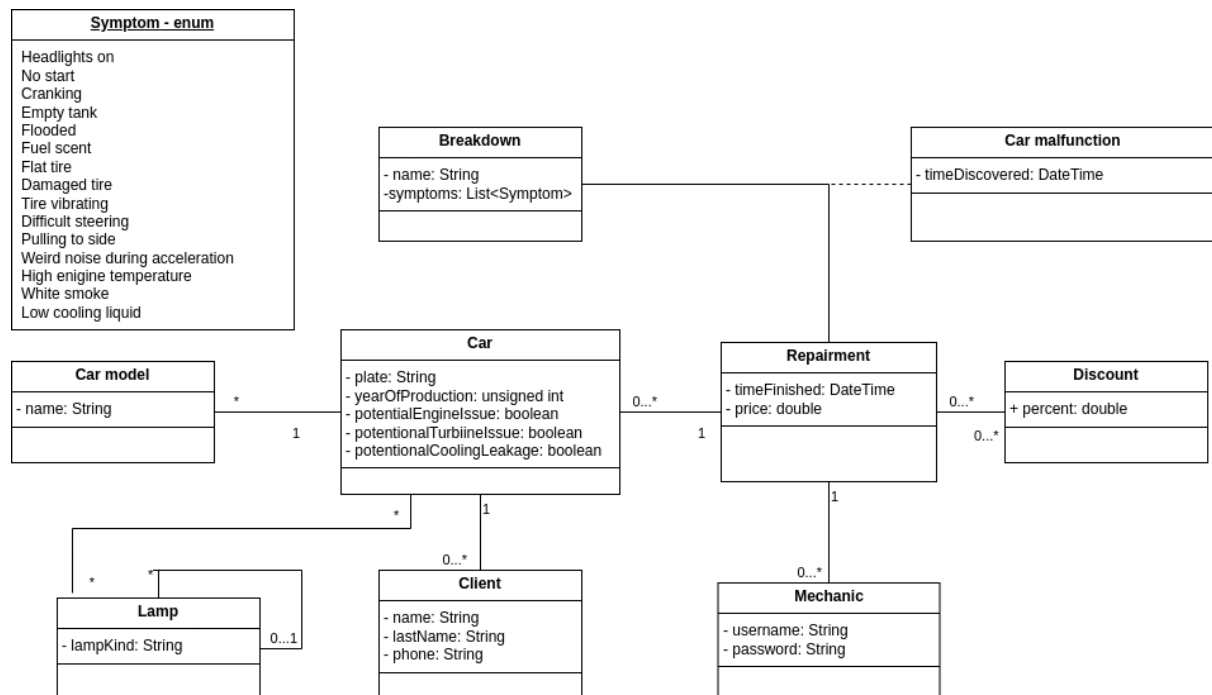 Symptom - enum
Headlights on
No start
Cranking
Empty tank
Flooded
Fuel scent
Flat tire
Damaged tire
Tire vibrating
Difficult steering
Pulling to side
Weird noise during acceleration
High enigine temperature
White smoke
Low cooling liquid
Breakdown
- name: String
-symptoms: List<Symptom>
Car malfunction
- timeDiscovered: DateTime
Car model
- name: String
*
1
Car
- plate: String
- yearOfProduction: unsigned int
- potentialEngineIssue: boolean
- potentionalTurbiineIssue: boolean
- potentionalCoolingLeakage: boolean
0...*
1
Repairment
- timeFinished: DateTime
- price: double
0...*
0...*
Discount
+ percent: double
*
*
1
0...*
1
0...*
Lamp
- lampKind: String
*
0...1
Client
- name: String
- lastName: String
- phone: String
Mechanic
- username: String
- password: String